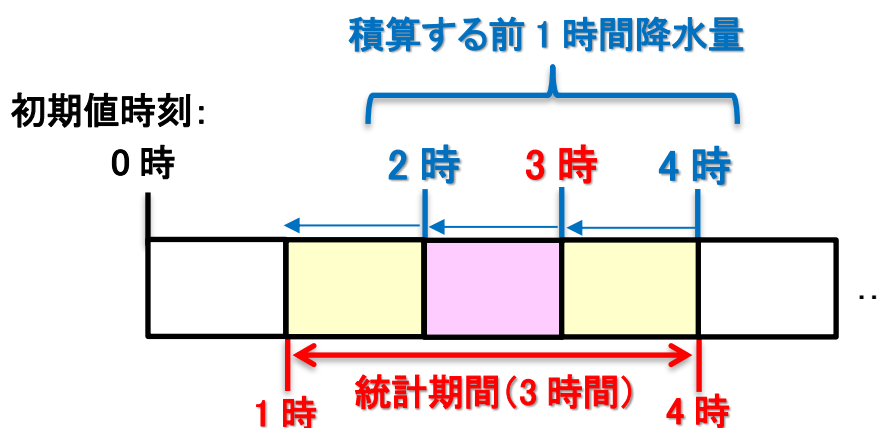 積算する前1時間降水量
初期値時刻:
0時
2時
3時
4時
‥
統計期間(3時間)
1時
4時